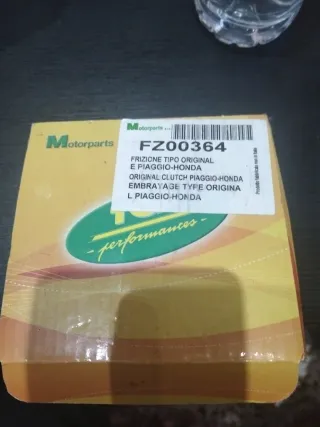 Motorparts
Motorparts
FZ00364
FRIZIONE TIPO ORIGINAL
E PIAGGIO-HONDA
ORIGINAL CLUTCH PIAGGIO-HONDA
EMBRAYAGE TYPE ORIGINA
L PIAGGIO-HONDA
performances